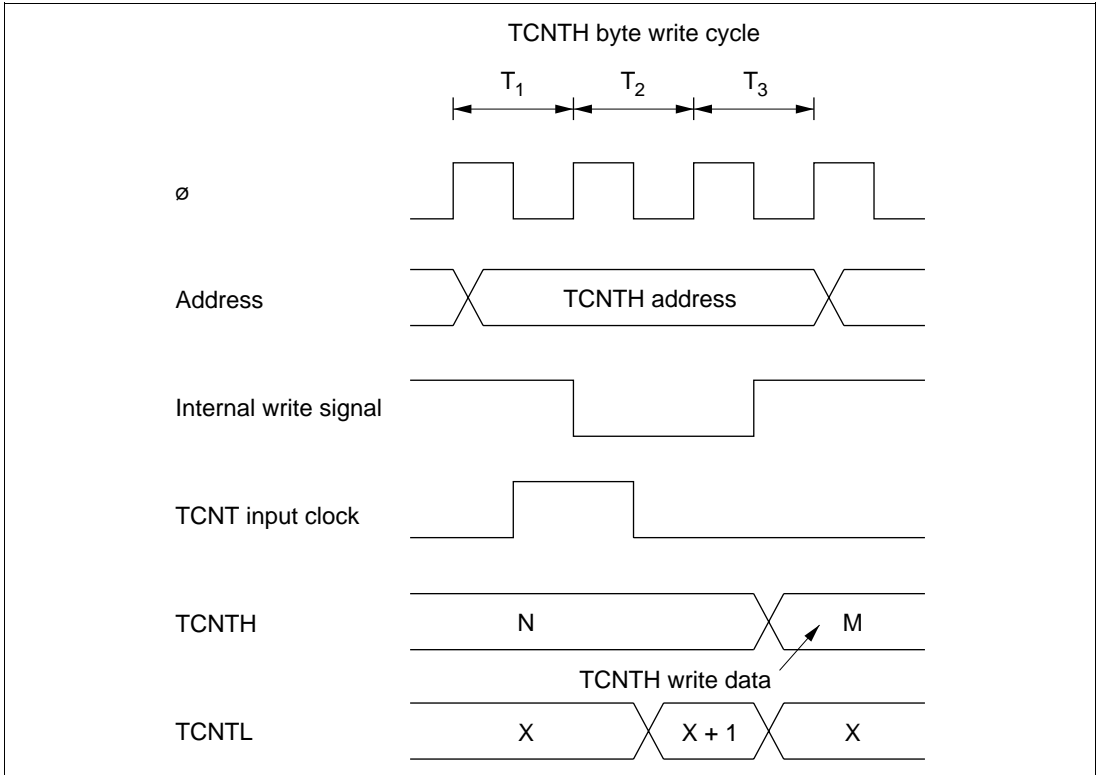 TCNTH byte write cycle
T1 T2 T3
ø
Address TCNTH address
Internal write signal
TCNT input clock
TCNTH N M
TCNTH write data
TCNTL X X + 1 X